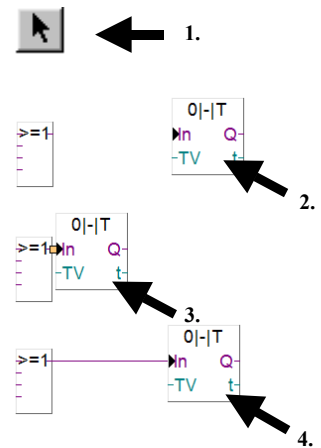 1.
0|-|T
>=1 In Q
TV t
2.
0|-|T
>=1 In Q
TV t
3.
0|-|T
>=1 In Q
TV t
4.